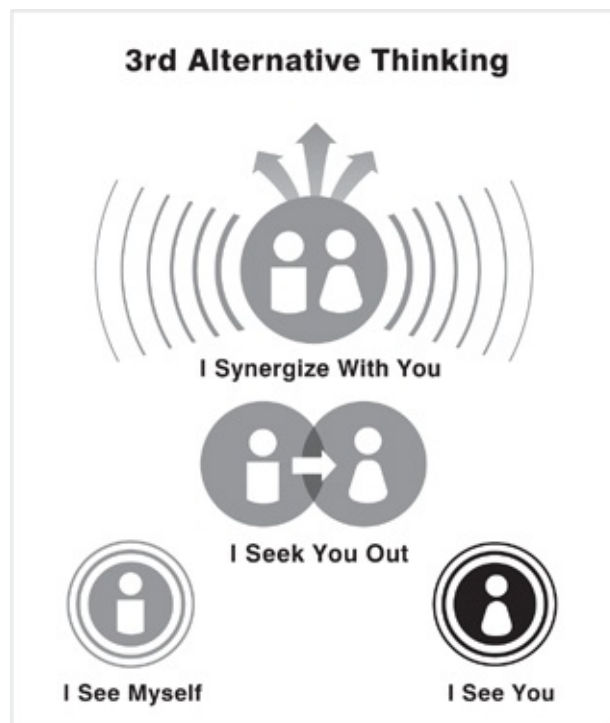 3rd Alternative Thinking
I Synergize With You
I Seek You Out
I See Myself
I See You